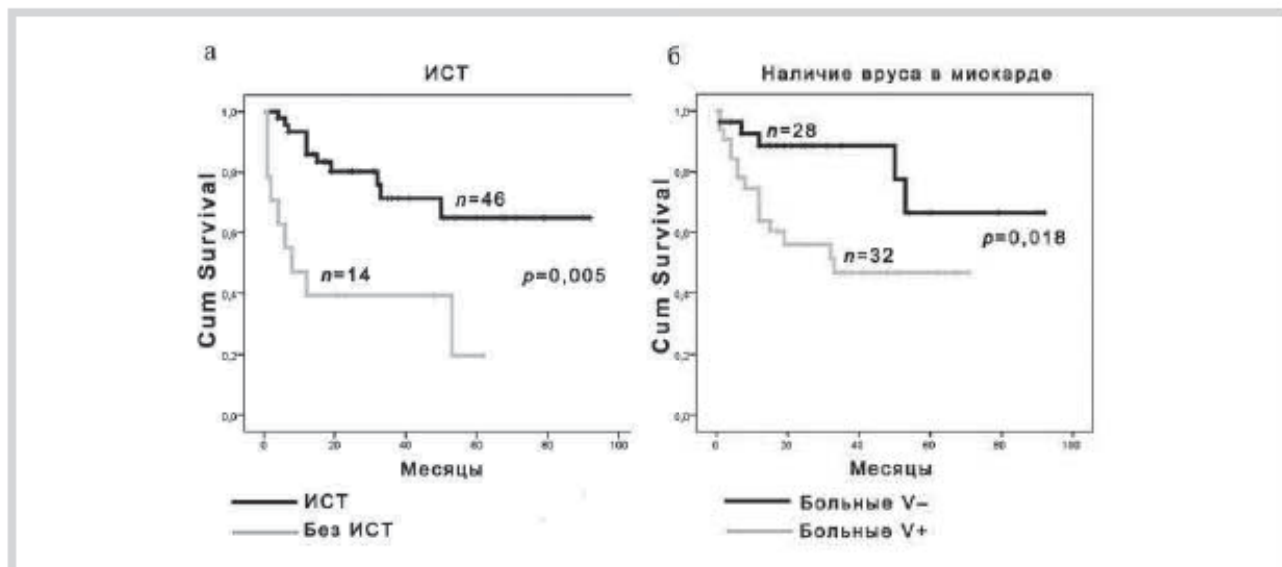 а
ИСТ
1,0
0,8
0,6
0,4
0,2
0,0
Cum Survival
n=46
n=14
p=0,005
0 20 40 60 80 100
Месяцы
ИСТ
Без ИСТ
б
Наличие вруса в миокарде
1,0
0,8
0,6
0,4
0,2
0,0
Cum Survival
n=28
p=0,018
n=32
0 20 40 60 80 100
Месяцы
Больные V–
Больные V+